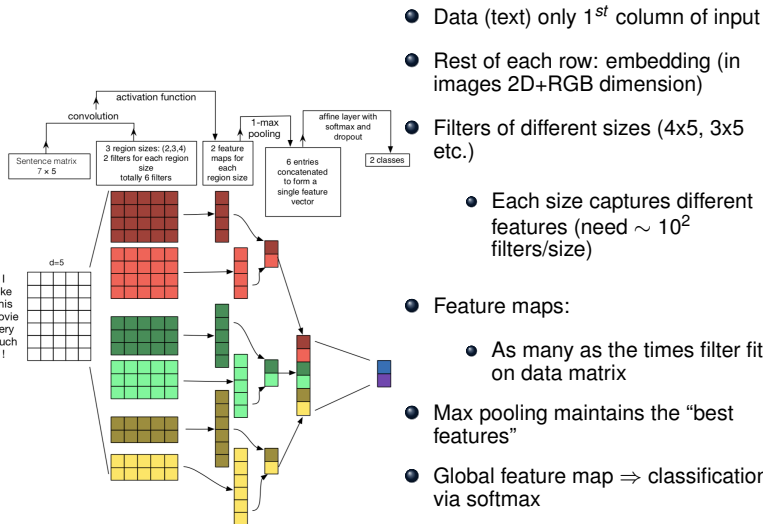 activation function
convolution
Sentence matrix
7 × 5
3 region sizes: (2,3,4)
2 filters for each region
size
totally 6 filters
2 feature
maps for
each
region size
1-max
pooling
6 entries
concatenated
to form a
single feature
vector
affine layer with
softmax and
dropout
2 classes
d=5
I
!
Data (text) only 1st column of input
Rest of each row: embedding (in
images 2D+RGB dimension)
Filters of different sizes (4x5, 3x5
etc.)
Each size captures different
features (need ∼ 10²
filters/size)
Feature maps:
As many as the times filter fit
on data matrix
Max pooling maintains the “best
features”
Global feature map ⇒ classification
via softmax